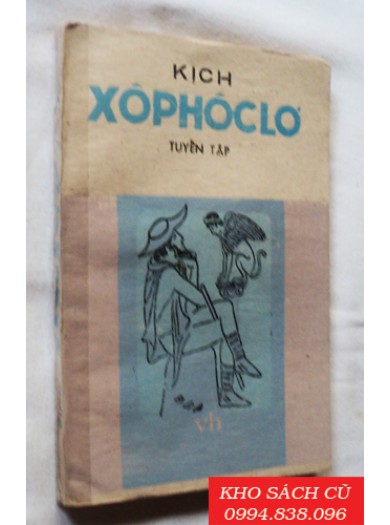 KỊCH
XÔPHÔCLƠ
TUYỂN TẬP
vh
KHO SÁCH CŨ
0994.838.096